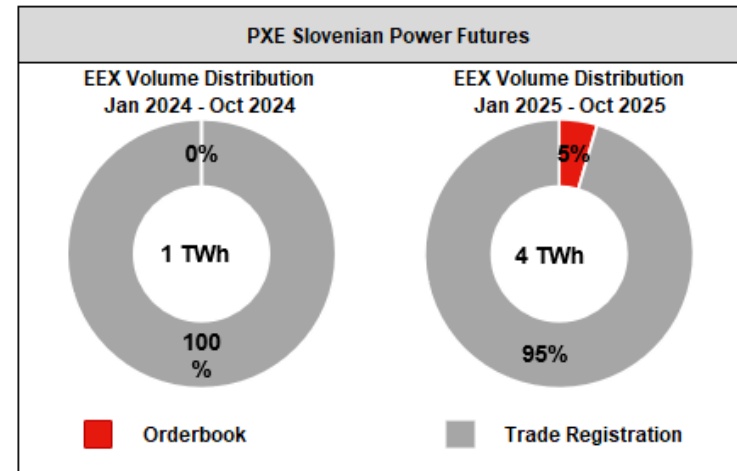 PXE Slovenian Power Futures
EEX Volume Distribution
Jan 2024 - Oct 2024
0%
1 TWh
100
%
EEX Volume Distribution
Jan 2025 - Oct 2025
5%
4 TWh
95%
Orderbook
Trade Registration